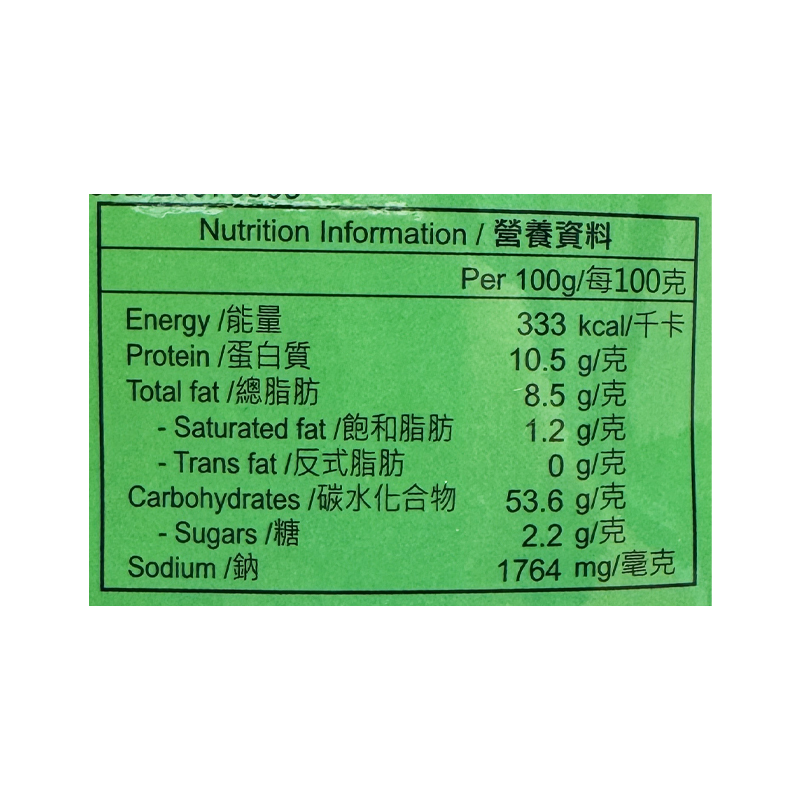 Nutrition Information / 營養資料
Per 100g/每100克
Energy /能量 333 kcal/千卡
Protein /蛋白質 10.5 g/克
Total fat /總脂肪 8.5 g/克
- Saturated fat /飽和脂肪 1.2 g/克
- Trans fat /反式脂肪 0 g/克
Carbohydrates /碳水化合物 53.6 g/克
- Sugars /糖 2.2 g/克
Sodium /鈉 1764 mg/毫克